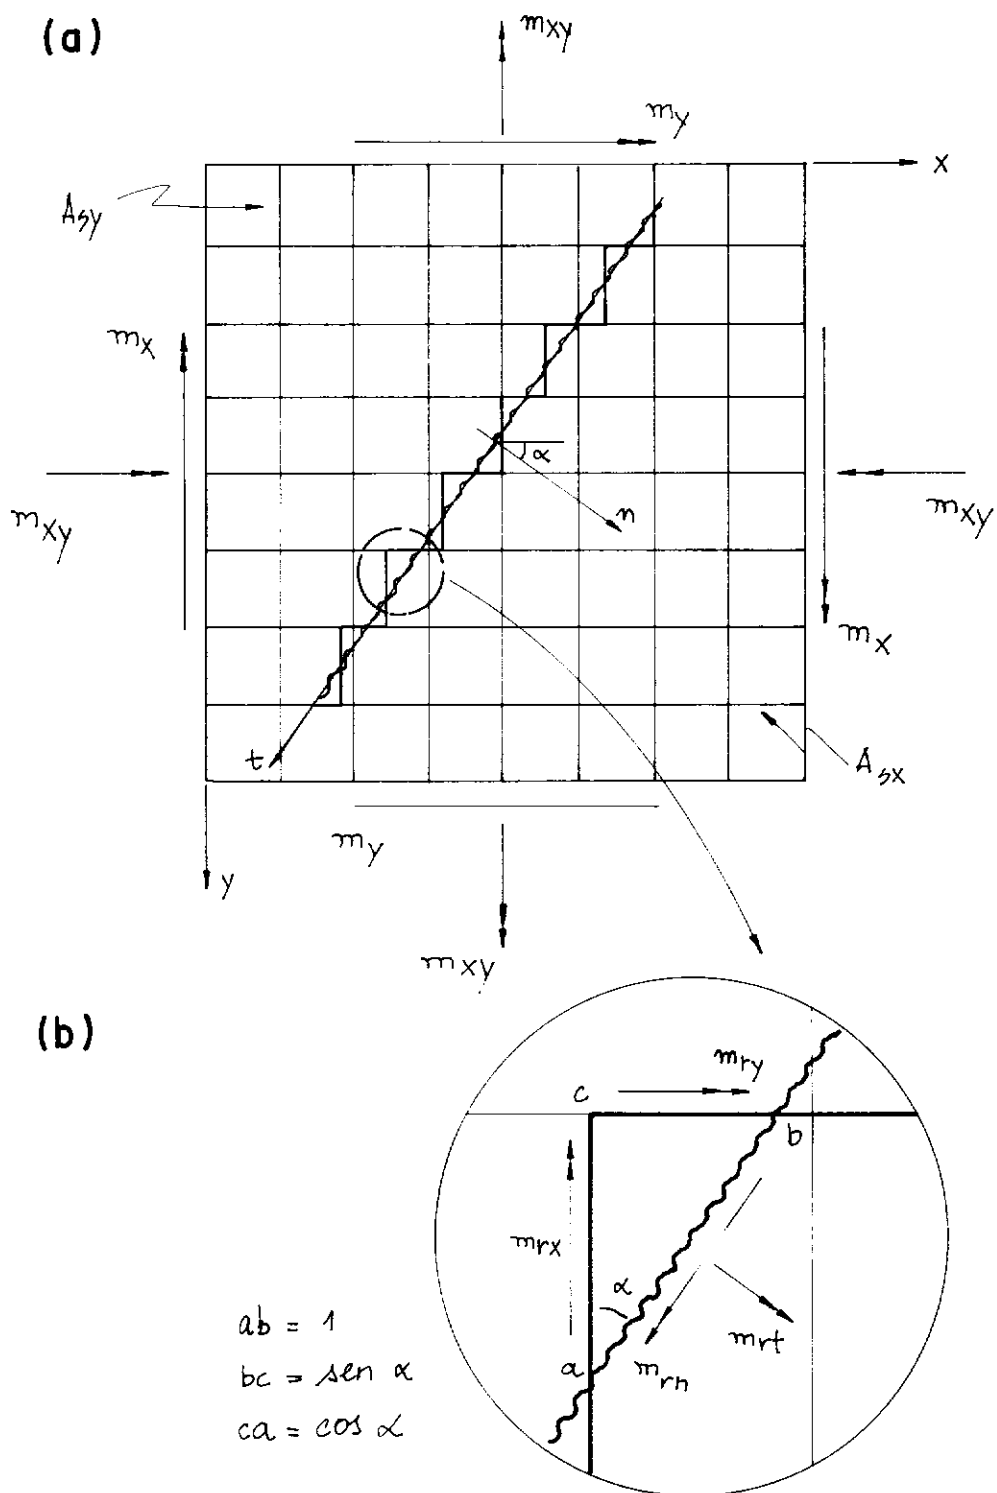 (a)
mxy
my
x
Asy
mx
α
mxy
n
mxy
mx
t
Asx
my
y
mxy
(b)
mry
c
b
mrx
α
mrt
a
mrn
ab = 1
bc = sen α
ca = cos α